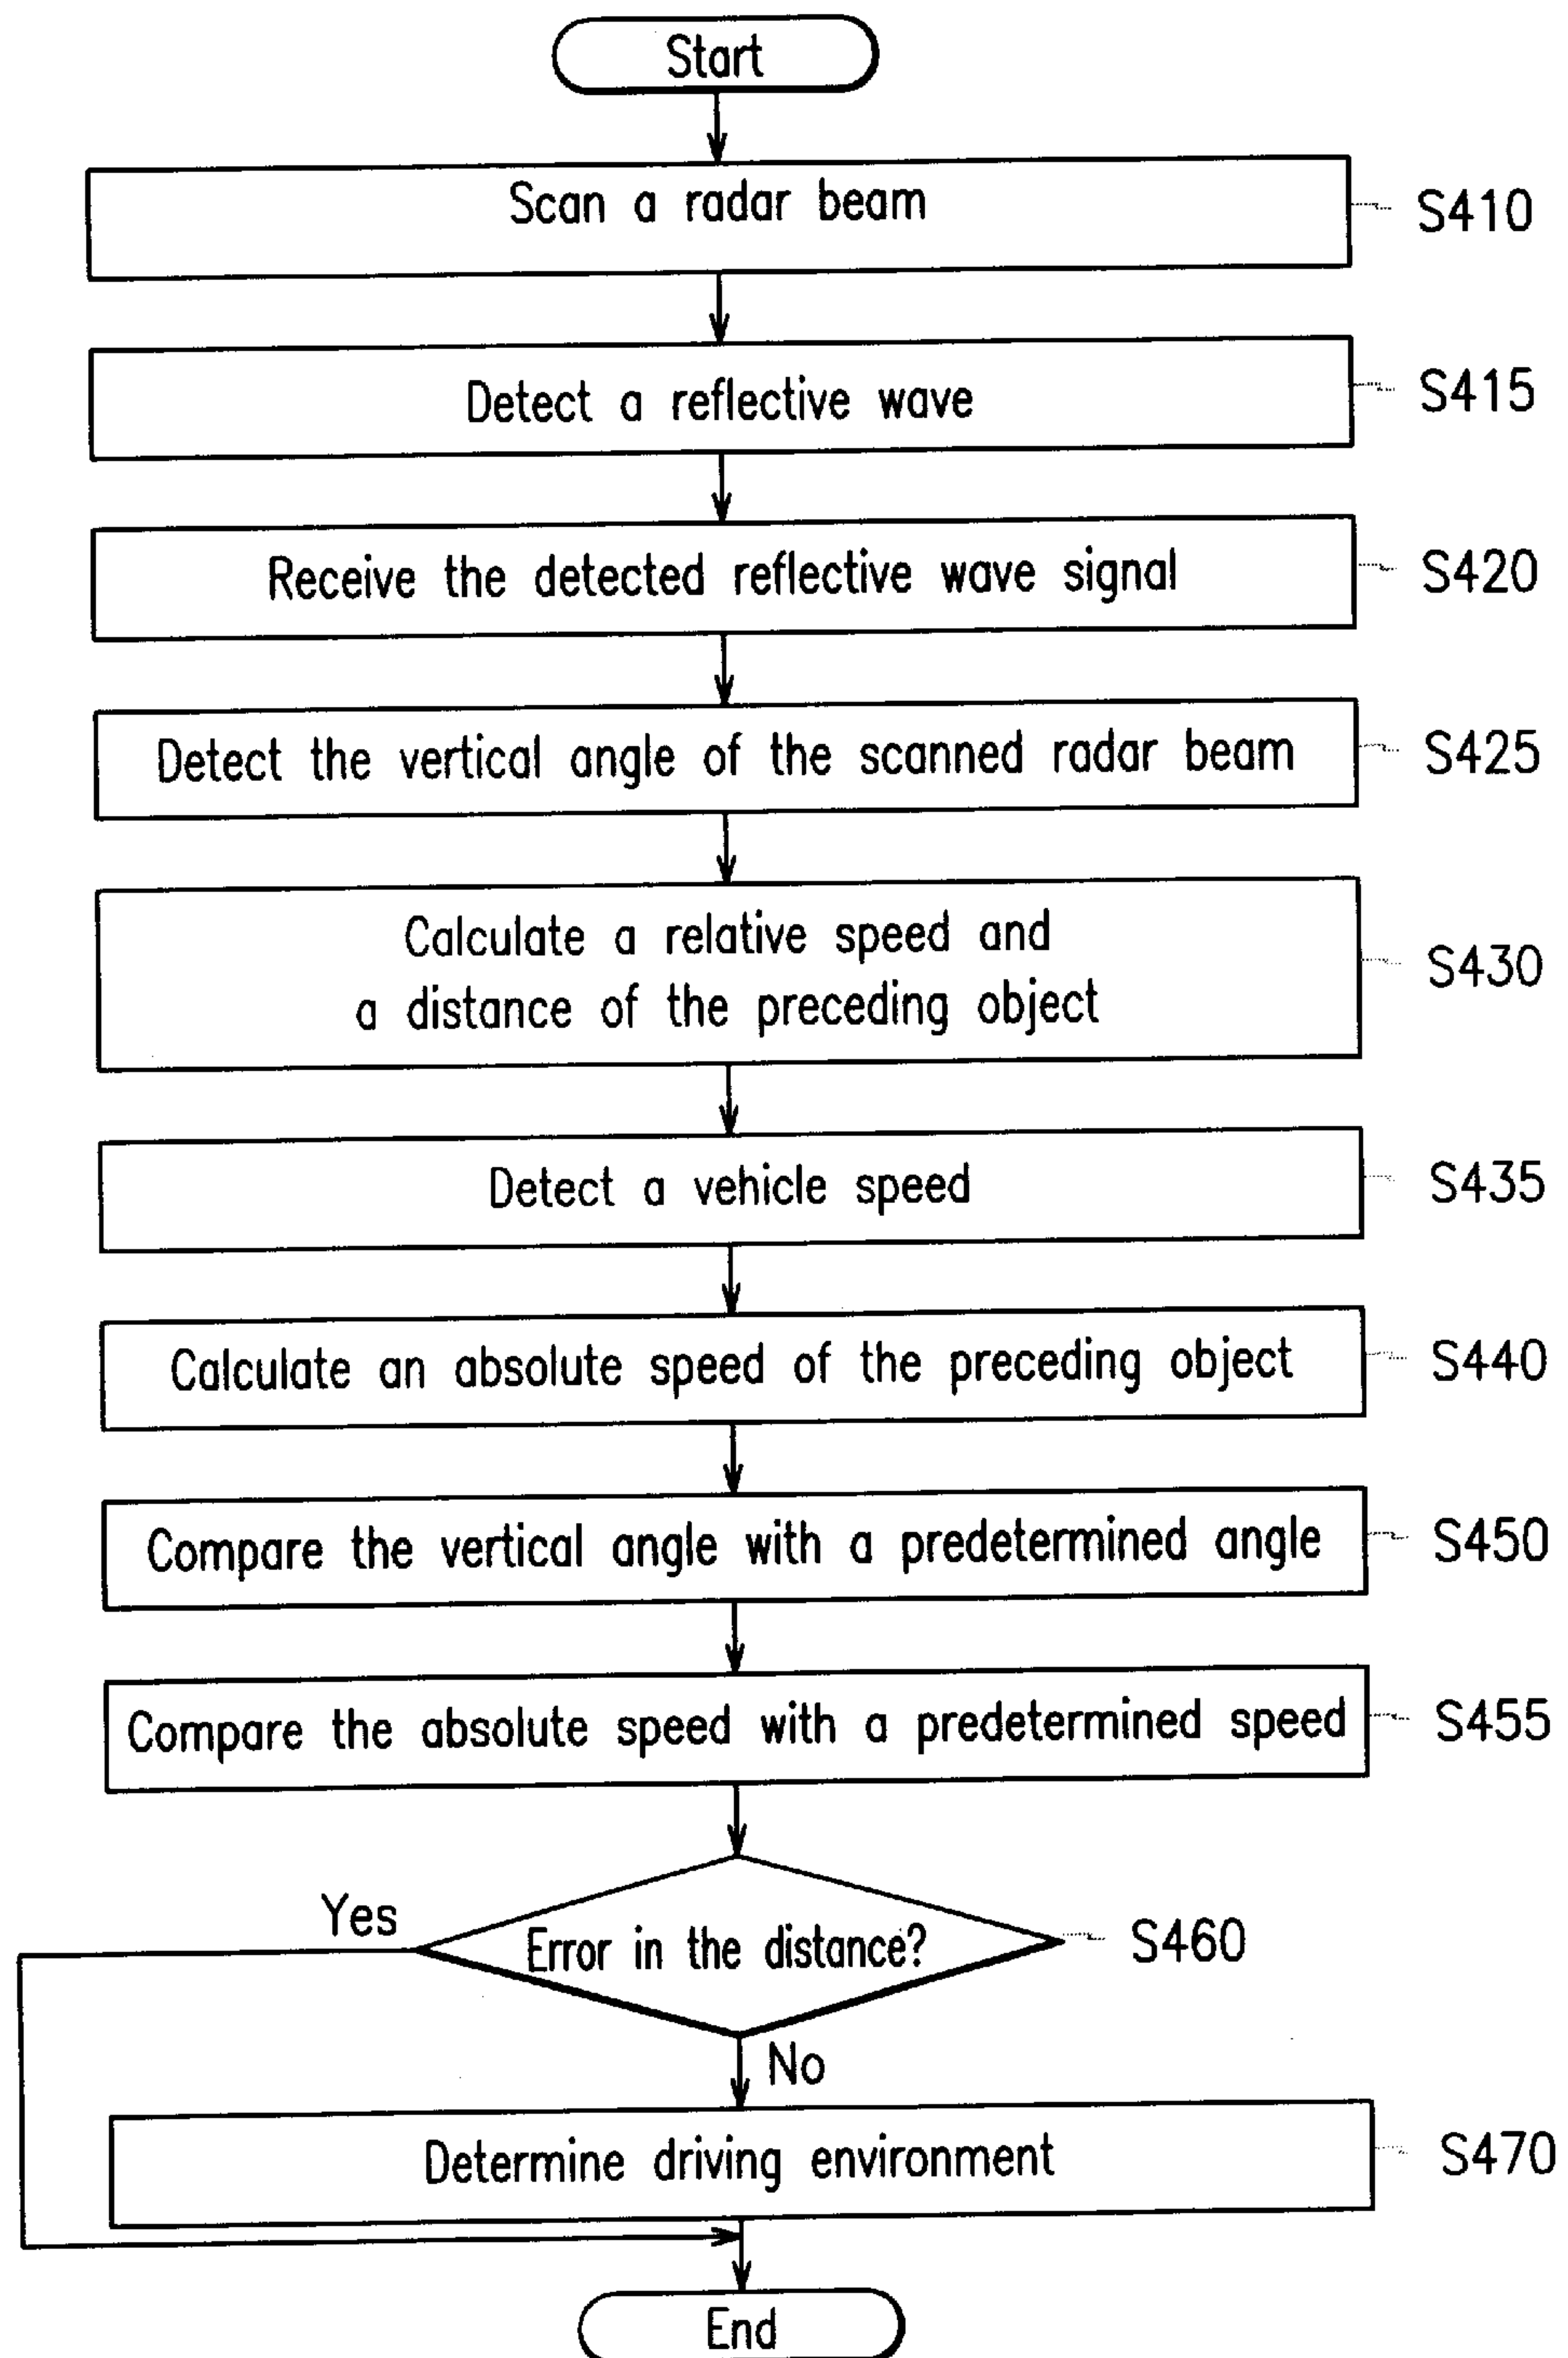 Start
Scan a radar beam
S410
Detect a reflective wave
S415
Receive the detected reflective wave signal
S420
Detect the vertical angle of the scanned radar beam
S425
Calculate a relative speed and
a distance of the preceding object
S430
Detect a vehicle speed
S435
Calculate an absolute speed of the preceding object
S440
Compare the vertical angle with a predetermined angle
S450
Compare the absolute speed with a predetermined speed
S455
Yes
Error in the distance?
S460
No
Determine driving environment
S470
End